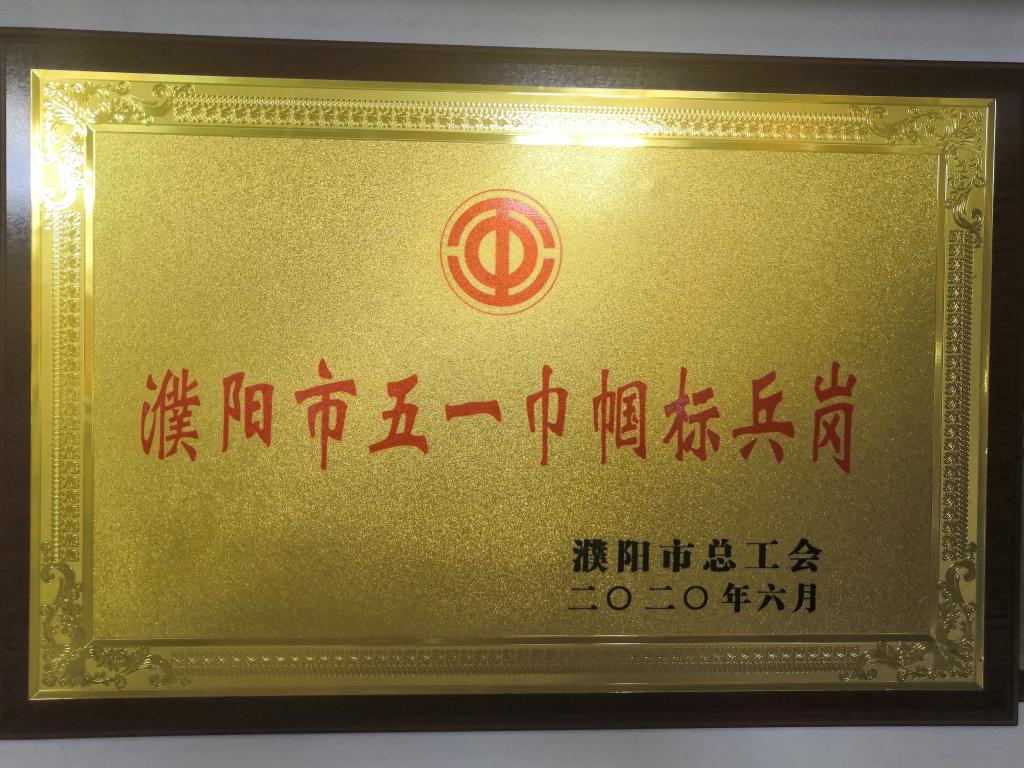 濮阳市五一巾帼标兵岗
濮阳市总工会
二〇二〇年六月